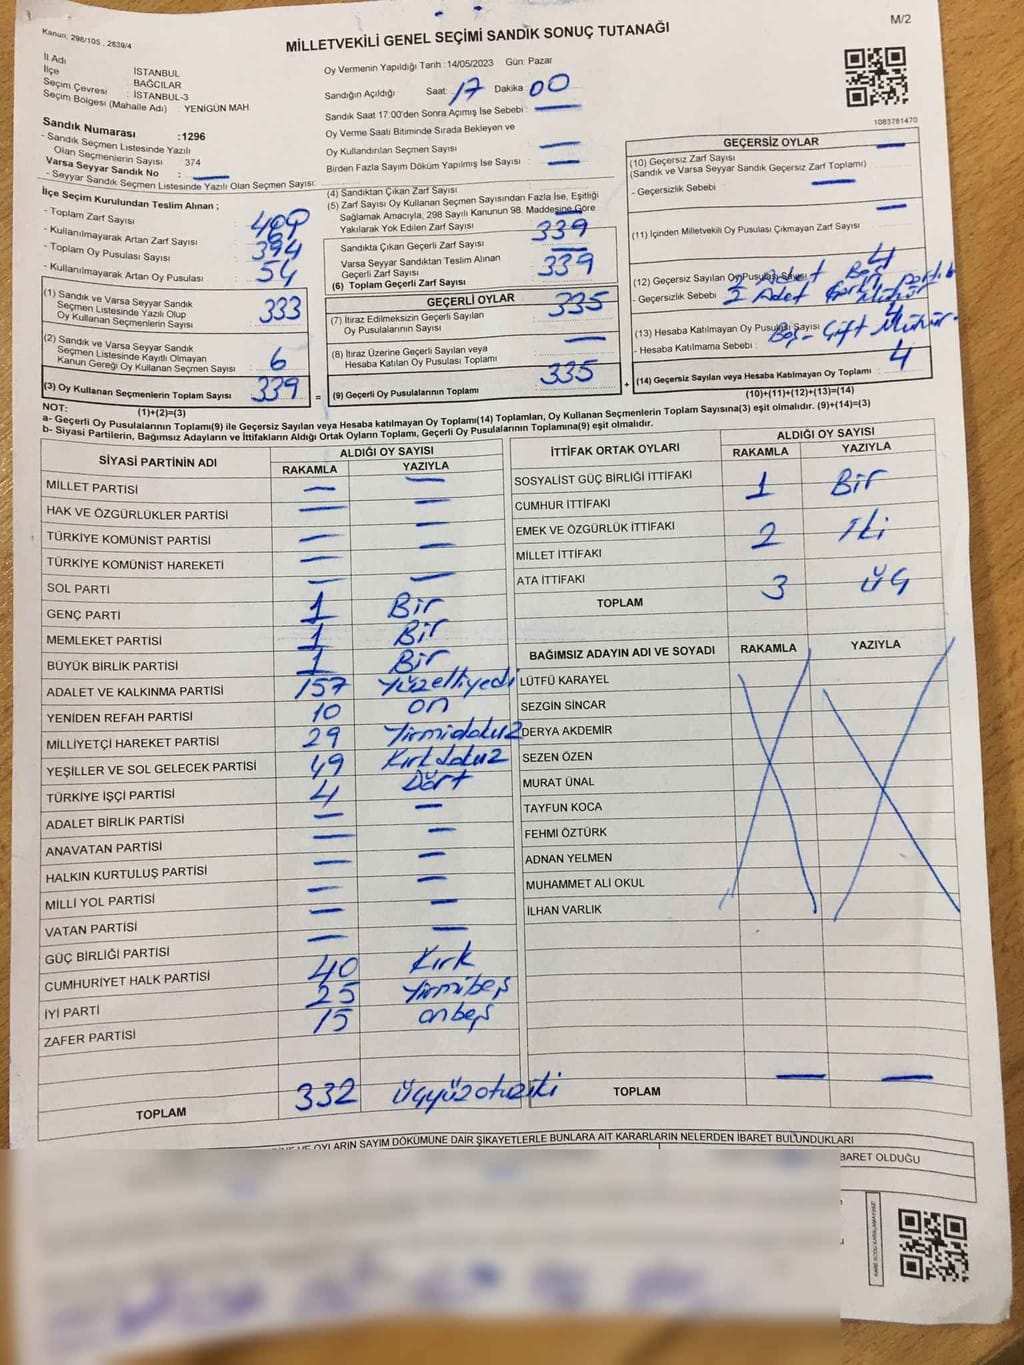 M/2
Kanun: 298/105 , 2839/4
MİLLETVEKİLİ GENEL SEÇİMİ SANDIK SONUÇ TUTANAĞI
İl Adı : İSTANBUL
İlçe : BAĞCILAR
Seçim Çevresi : İSTANBUL-3
Seçim Bölgesi (Mahalle Adı) YENİGÜN MAH
Sandık Numarası :1296
- Sandık Seçmen Listesinde Yazılı
Olan Seçmenlerin Sayısı 374
Varsa Seyyar Sandık No : —
- Seyyar Sandık Seçmen Listesinde Yazılı Olan Seçmen Sayısı:
Oy Vermenin Yapıldığı Tarih :14/05/2023 Gün: Pazar
Sandığın Açıldığı Saat: 17 Dakika 00
Sandık Saat 17:00'den Sonra Açımış İse Sebebi : —
Oy Verme Saati Bitiminde Sırada Bekleyen ve
Oy Kullandırılan Seçmen Sayısı —
Birden Fazla Sayım Döküm Yapılmış İse Sayısı : —
1083781470
İlçe Seçim Kurulundan Teslim Alınan ;
- Toplam Zarf Sayısı
- Kullanılmayarak Artan Zarf Sayısı
- Toplam Oy Pusulası Sayısı 394
- Kullanılmayarak Artan Oy Pusulası 54
(1) Sandık ve Varsa Seyyar Sandık
Seçmen Listesinde Yazılı Olup
Oy Kullanan Seçmenlerin Sayısı 333
(2) Sandık ve Varsa Seyyar Sandık
Seçmen Listesinde Kayıtlı Olmayan
Kanun Gereği Oy Kullanan Seçmen Sayısı 6
(3) Oy Kullanan Seçmenlerin Toplam Sayısı 339
(1)+(2)=(3)
(4) Sandıktan Çıkan Zarf Sayısı
(5) Zarf Sayısı Oy Kullanan Seçmen Sayısından Fazla İse, Eşitliği
Sağlamak Amacıyla, 298 Sayılı Kanunun 98. Maddesine Göre
Yakılarak Yok Edilen Zarf Sayısı —
Sandıkta Çıkan Geçerli Zarf Sayısı 339
Varsa Seyyar Sandıktan Teslim Alınan
Geçerli Zarf Sayısı —
(6) Toplam Geçerli Zarf Sayısı 339
GEÇERLİ OYLAR
(7) İtiraz Edilmeksizin Geçerli Sayılan
Oy Pusulalarının Sayısı 335
(8) İtiraz Üzerine Geçerli Sayılan veya
Hesaba Katılan Oy Pusulası Toplamı —
= (9) Geçerli Oy Pusulalarının Toplamı 335 +
GEÇERSİZ OYLAR
(10) Geçersiz Zarf Sayısı —
(Sandık ve Varsa Seyyar Sandık Geçersiz Zarf Toplamı)
- Geçersizlik Sebebi : —
(11) İçinden Milletvekili Oy Pusulası Çıkmayan Zarf Sayısı —
(12) Geçersiz Sayılan Oy Pusulası Sayısı 4
- Geçersizlik Sebebi 2 Adet Boş
2 Adet
(13) Hesaba Katılmayan Oy Pusulası Sayısı
- Hesaba Katılmama Sebebi : Boş - Çift Mühür.
(14) Geçersiz Sayılan veya Hesaba Katılmayan Oy Toplamı 4
(10)+(11)+(12)+(13)=(14)
NOT:
a- Geçerli Oy Pusulalarının Toplamı(9) ile Geçersiz Sayılan veya Hesaba katılmayan Oy Toplamı(14) Toplamları, Oy Kullanan Seçmenlerin Toplam Sayısına(3) eşit olmalıdır. (9)+(14)=(3)
b- Siyasi Partilerin, Bağımsız Adayların ve İttifakların Aldığı Ortak Oyların Toplamı, Geçerli Oy Pusulalarının Toplamına(9) eşit olmalıdır.
SİYASİ PARTİNİN ADI ALDIĞI OY SAYISI
RAKAMLA YAZIYLA
MİLLET PARTİSİ — —
HAK VE ÖZGÜRLÜKLER PARTİSİ — —
TÜRKİYE KOMÜNİST PARTİSİ — —
TÜRKİYE KOMÜNİST HAREKETİ — —
SOL PARTİ — —
GENÇ PARTİ 1 Bir
MEMLEKET PARTİSİ 1 Bir
BÜYÜK BİRLİK PARTİSİ 1 Bir
ADALET VE KALKINMA PARTİSİ 157 Yüzelliyedi
YENİDEN REFAH PARTİSİ 10 on
MİLLİYETÇİ HAREKET PARTİSİ 29 Yirmidokuz
YEŞİLLER VE SOL GELECEK PARTİSİ 49 Kırkdokuz
TÜRKİYE İŞÇİ PARTİSİ 4 Dört
ADALET BİRLİK PARTİSİ — —
ANAVATAN PARTİSİ — —
HALKIN KURTULUŞ PARTİSİ — —
MİLLİ YOL PARTİSİ — —
VATAN PARTİSİ — —
GÜÇ BİRLİĞİ PARTİSİ — —
CUMHURİYET HALK PARTİSİ 40 Kırk
İYİ PARTİ 25 Yirmibeş
ZAFER PARTİSİ 15 onbeş
TOPLAM 332 Üçyüzotuziki
İTTİFAK ORTAK OYLARI ALDIĞI OY SAYISI
RAKAMLA YAZIYLA
SOSYALİST GÜÇ BİRLİĞİ İTTİFAKI
CUMHUR İTTİFAKI 1 Bir
EMEK VE ÖZGÜRLÜK İTTİFAKI
MİLLET İTTİFAKI 2 İki
ATA İTTİFAKI
TOPLAM 3 Üç
BAĞIMSIZ ADAYIN ADI VE SOYADI RAKAMLA YAZIYLA
LÜTFÜ KARAYEL
SEZGİN SİNCAR
DERYA AKDEMİR
SEZEN ÖZEN
MURAT ÜNAL
TAYFUN KOCA
FEHMİ ÖZTÜRK
ADNAN YELMEN
MUHAMMET ALİ OKUL
İLHAN VARLIK
TOPLAM — —
OYLARIN SAYIM DÖKÜMÜNE DAİR ŞİKAYETLERLE BUNLARA AİT KARARLARIN NELERDEN İBARET BULUNDUKLARI
BARET OLDUĞU